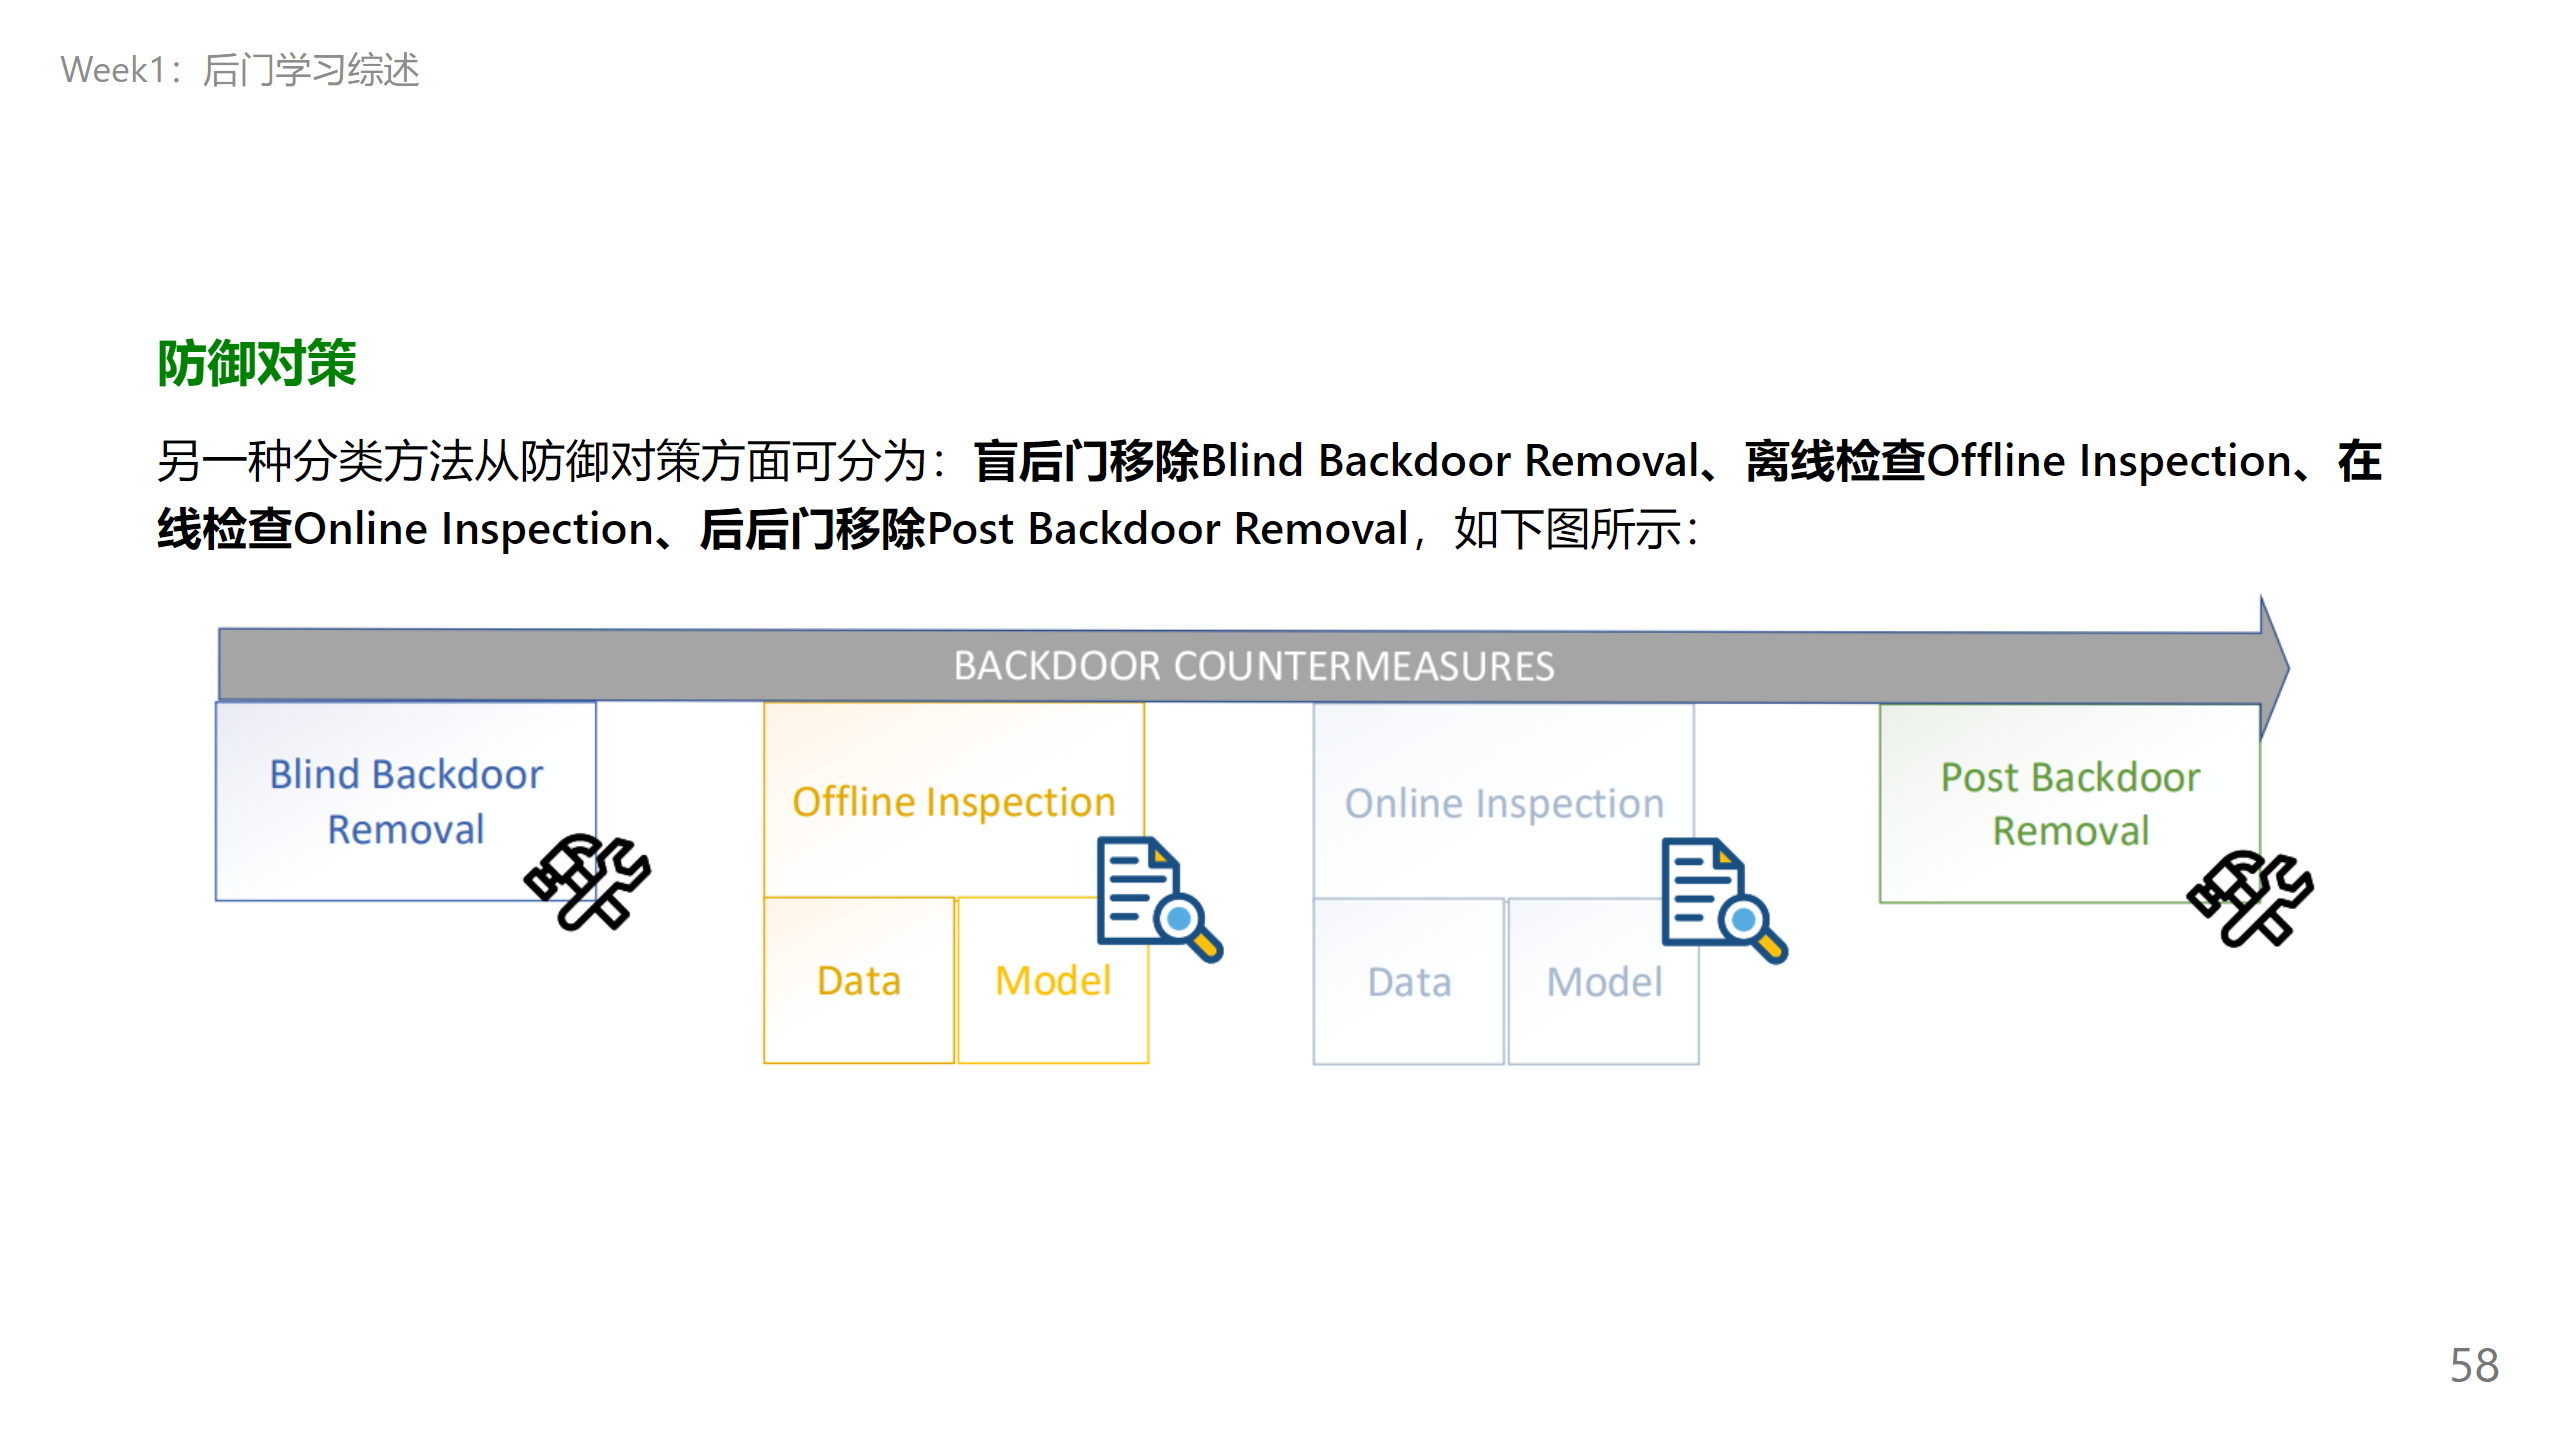 Week1：后门学习综述
防御对策
另一种分类方法从防御对策方面可分为：盲后门移除Blind Backdoor Removal、离线检查Offline Inspection、在
线检查Online Inspection、后后门移除Post Backdoor Removal，如下图所示：
BACKDOOR COUNTERMEASURES
Blind Backdoor
Removal
Offline Inspection
Data
Model
Online Inspection
Data
Model
Post Backdoor
Removal
58